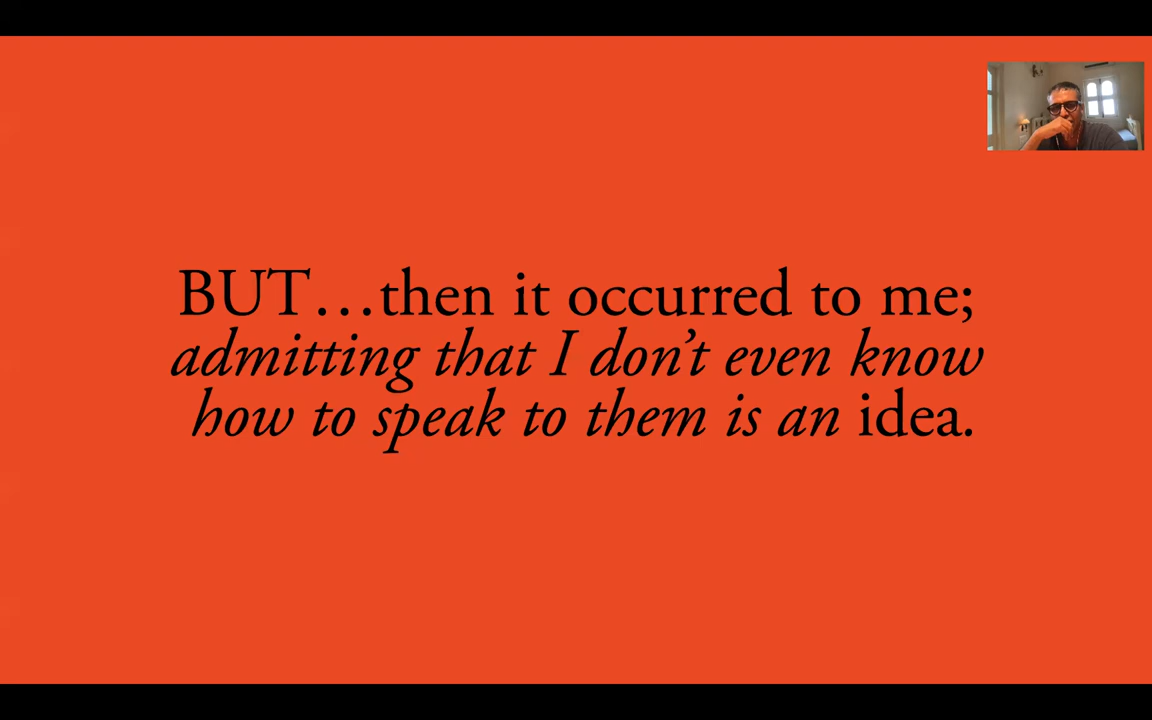 BUT…then it occurred to me;
admitting that I don’t even know
how to speak to them is an idea.